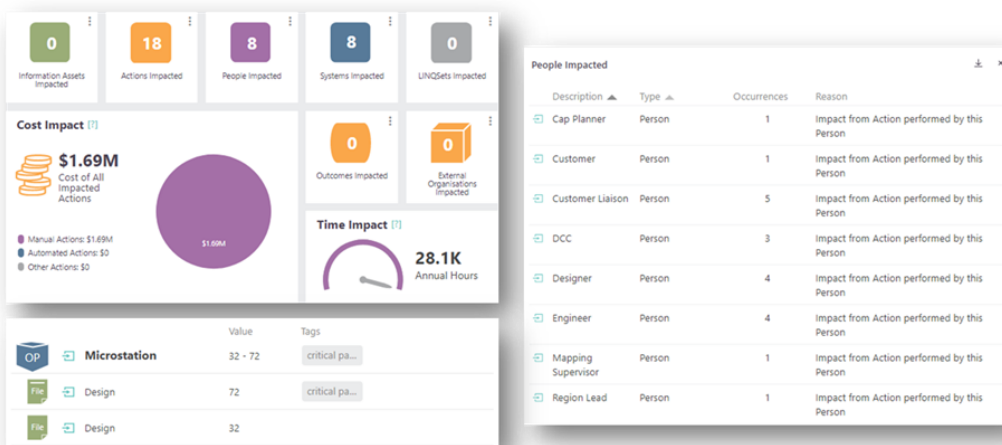 0
18
8
8
0
Information Assets
Impacted
Actions Impacted
People Impacted
Systems Impacted
LINQSets Impacted
Cost Impact [?]
$1.69M
Cost of All
Impacted
Actions
$1.69M
Manual Actions: $1.69M
Automated Actions: $0
Other Actions: $0
0
0
Outcomes Impacted
External
Organisations
Impacted
Time Impact [?]
28.1K
Annual Hours
Value Tags
OP Microstation 32 - 72 critical pa...
File Design 72 critical pa...
File Design 32
People Impacted
Description Type Occurrences Reason
Cap Planner Person 1 Impact from Action performed by this
Person
Customer Person 1 Impact from Action performed by this
Person
Customer Liaison Person 5 Impact from Action performed by this
Person
DCC Person 3 Impact from Action performed by this
Person
Designer Person 4 Impact from Action performed by this
Person
Engineer Person 4 Impact from Action performed by this
Person
Mapping Person 1 Impact from Action performed by this
Supervisor Person
Region Lead Person 1 Impact from Action performed by this
Person